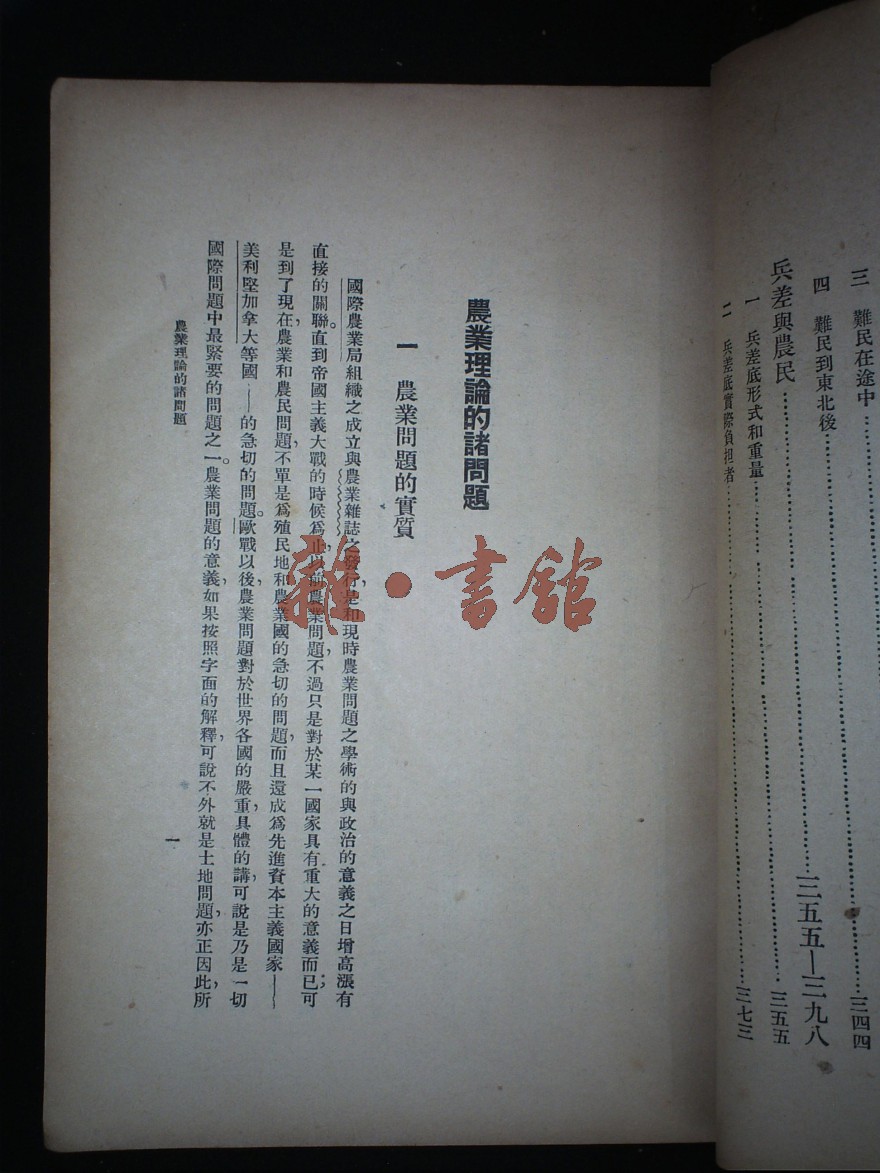 三　難民在途中……三四四
四　難民到東北後……
兵差與農民……三五五—三九八
一　兵差底形式和重量……三五五
二　兵差底實際負担者……三七三
農業理論的諸問題
一　農業問題的實質
國際農業局組織之成立與農業雜誌之發行，是和現時農業問題之學術的與政治的意義之日增高漲有
直接的關聯。直到帝國主義大戰的時候爲止，以前農業問題，不過只是對於某一國家具有重大的意義而已；可
是到了現在，農業和農民問題，不單是爲殖民地和農業國的急切的問題，而且還成爲先進資本主義國家——
美利堅加拿大等國——的急切的問題。歐戰以後，農業問題對於世界各國的嚴重，具體的講，可說是乃是一切
國際問題中最緊要的問題之一。農業問題的意義，如果按照字面的解釋，可說不外就是土地問題，亦正因此，所
農業理論的諸問題
一
雜·書館